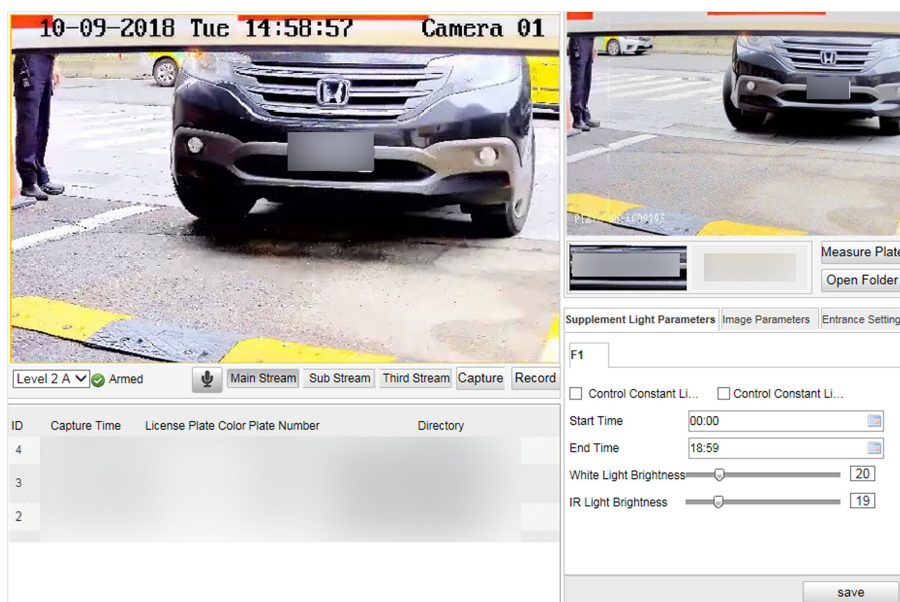 10-09-2018 Tue 14:58:57 Camera 01
Level 2 A Armed Main Stream Sub Stream Third Stream Capture Record
ID Capture Time License Plate Color Plate Number Directory
4
3
2
Measure Plate
Open Folder
Supplement Light Parameters Image Parameters Entrance Setting
F1
Control Constant Li... Control Constant Li...
Start Time 00:00
End Time 18:59
White Light Brightness 20
IR Light Brightness 19
save